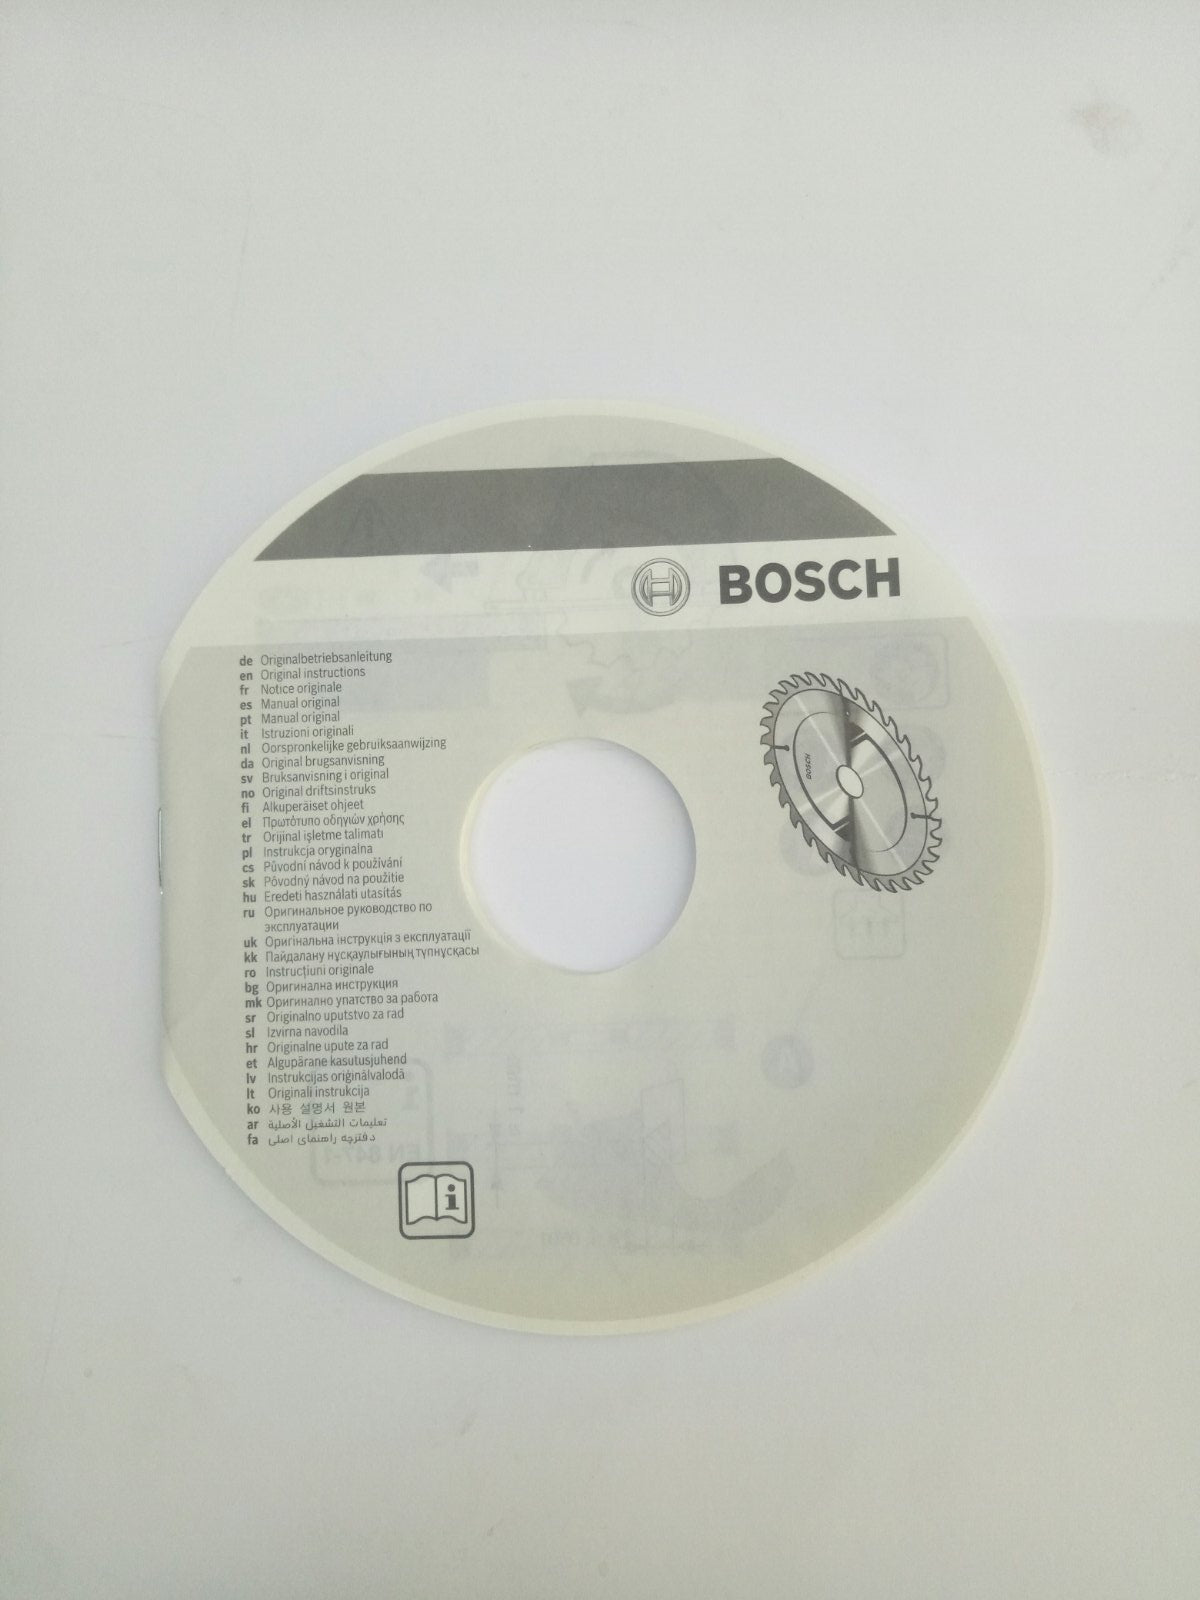 BOSCH
de Originalbetriebsanleitung
en Original instructions
fr Notice originale
es Manual original
pt Manual original
it Istruzioni originali
nl Oorspronkelijke gebruiksaanwijzing
da Original brugsanvisning
sv Bruksanvisning i original
no Original driftsinstruks
fi Alkuperäiset ohjeet
el Πρωτότυπο οδηγιών χρήσης
tr Orijinal işletme talimatı
pl Instrukcja oryginalna
cs Původní návod k používání
sk Pôvodný návod na použitie
hu Eredeti használati utasítás
ru Оригинальное руководство по
эксплуатации
uk Оригінальна інструкція з експлуатації
kk Пайдалану нұсқаулығының түпнұсқасы
ro Instrucțiuni originale
bg Оригинална инструкция
mk Оригинално упатство за работа
sr Originalno uputstvo za rad
sl Izvirna navodila
hr Originalne upute za rad
et Algupärane kasutusjuhend
lv Instrukcijas oriģinālvalodā
lt Originali instrukcija
ko 사용 설명서 원본
ar تعليمات التشغيل الأصلية
fa دفترچه راهنمای اصلی
BOSCH
i